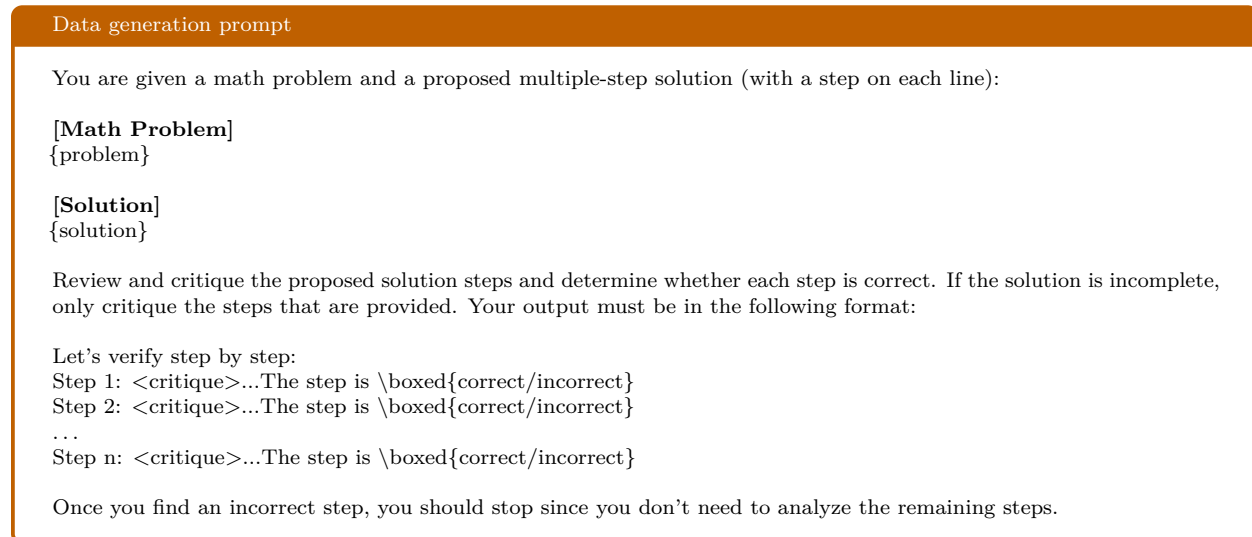 Data generation prompt
You are given a math problem and a proposed multiple-step solution (with a step on each line):
[Math Problem]
{problem}
[Solution]
{solution}
Review and critique the proposed solution steps and determine whether each step is correct. If the solution is incomplete,
only critique the steps that are provided. Your output must be in the following format:
Let's verify step by step:
Step 1: <critique>...The step is \boxed{correct/incorrect}
Step 2: <critique>...The step is \boxed{correct/incorrect}
...
Step n: <critique>...The step is \boxed{correct/incorrect}
Once you find an incorrect step, you should stop since you don't need to analyze the remaining steps.